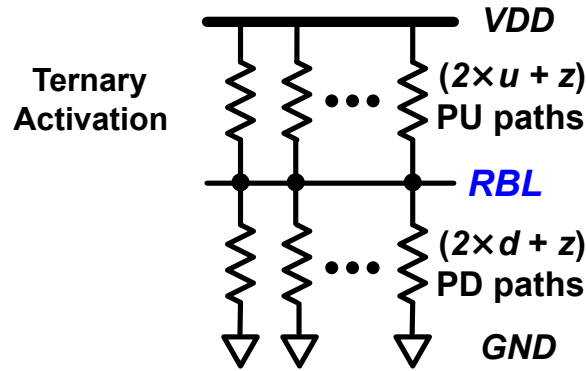 VDD
Ternary
Activation
(2×u + z)
PU paths
RBL
(2×d + z)
PD paths
GND